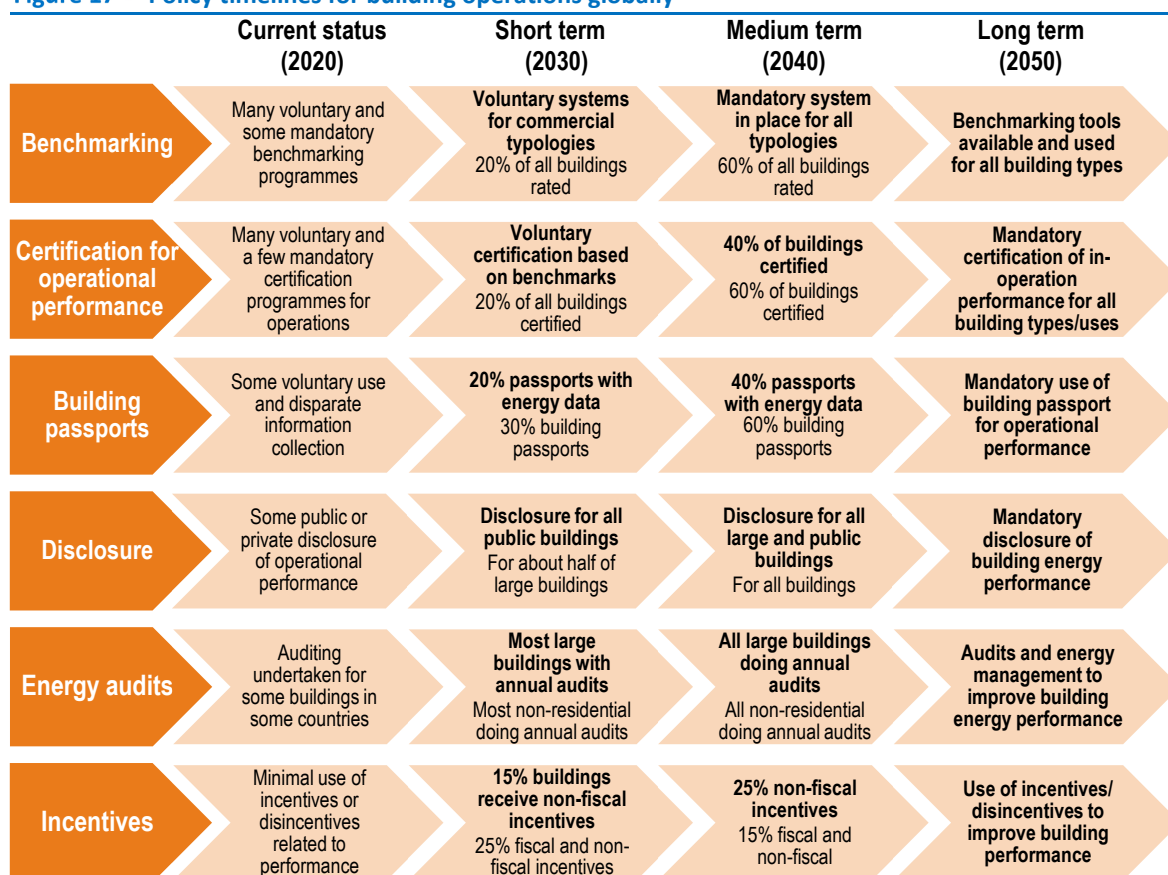 Figure 17 Policy timelines for building operations globally
Current status
(2020)
Short term
(2030)
Medium term
(2040)
Long term
(2050)
Benchmarking
Many voluntary and
some mandatory
benchmarking
programmes
Voluntary systems
for commercial
typologies
20% of all buildings
rated
Mandatory system
in place for all
typologies
60% of all buildings
rated
Benchmarking tools
available and used
for all building types
Certification for
operational
performance
Many voluntary and
a few mandatory
certification
programmes for
operations
Voluntary
certification based
on benchmarks
20% of all buildings
certified
40% of buildings
certified
60% of buildings
certified
Mandatory
certification of in-
operation
performance for all
building types/uses
Building
passports
Some voluntary use
and disparate
information
collection
20% passports with
energy data
30% building
passports
40% passports
with energy data
60% building
passports
Mandatory use of
building passport
for operational
performance
Disclosure
Some public or
private disclosure
of operational
performance
Disclosure for all
public buildings
For about half of
large buildings
Disclosure for all
large and public
buildings
For all buildings
Mandatory
disclosure of
building energy
performance
Energy audits
Auditing
undertaken for
some buildings in
some countries
Most large
buildings with
annual audits
Most non-residential
doing annual audits
All large buildings
doing annual
audits
All non-residential
doing annual audits
Audits and energy
management to
improve building
energy performance
Incentives
Minimal use of
incentives or
disincentives
related to
performance
15% buildings
receive non-fiscal
incentives
25% fiscal and non-
fiscal incentives
25% non-fiscal
incentives
15% fiscal and
non-fiscal
Use of incentives/
disincentives to
improve building
performance